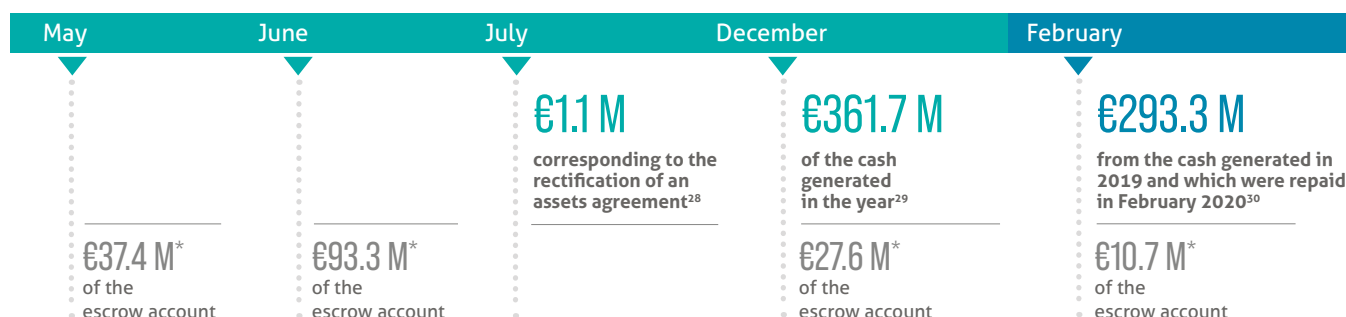 May June July December February
€1.1 M
corresponding to the
rectification of an
assets agreement²⁸
€361.7 M
of the cash
generated
in the year²⁹
€293.3 M
from the cash generated in
2019 and which were repaid
in February 2020³⁰
€37.4 M*
of the
escrow account
€93.3 M*
of the
escrow account
€27.6 M*
of the
escrow account
€10.7 M*
of the
escrow account